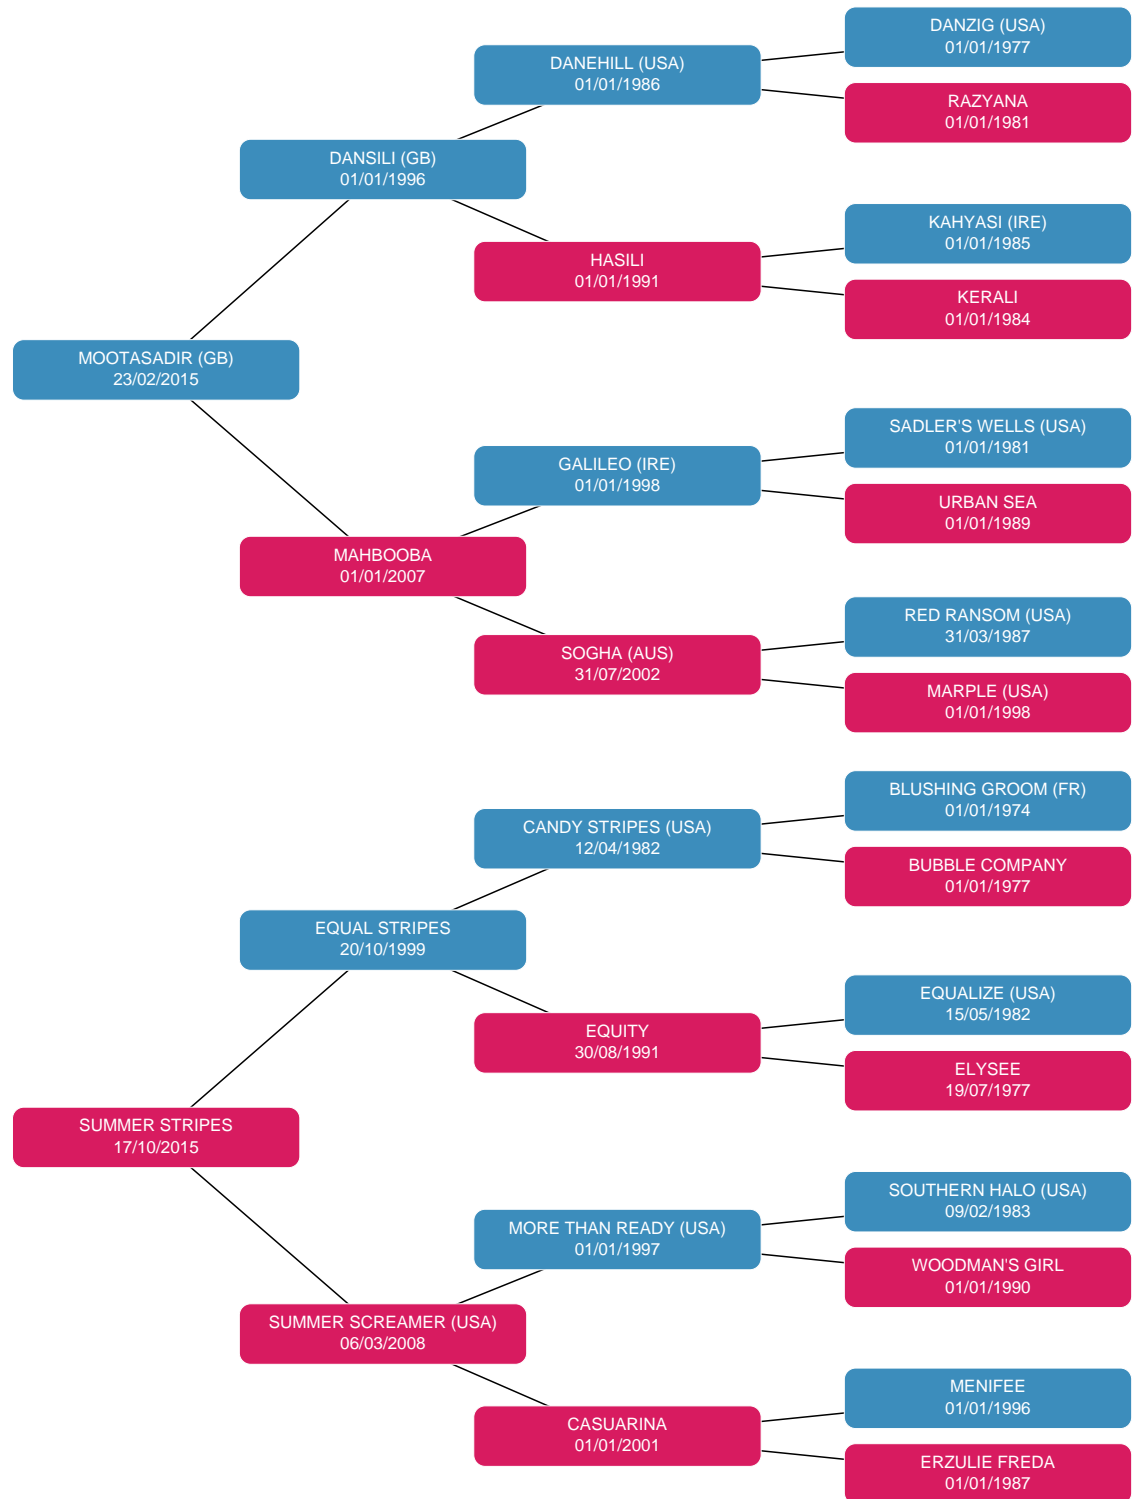 DANZIG (USA)
01/01/1977
DANEHILL (USA)
01/01/1986
RAZYANA
01/01/1981
DANSILI (GB)
01/01/1996
KAHYASI (IRE)
01/01/1985
HASILI
01/01/1991
KERALI
01/01/1984
MOOTASADIR (GB)
23/02/2015
SADLER'S WELLS (USA)
01/01/1981
GALILEO (IRE)
01/01/1998
URBAN SEA
01/01/1989
MAHBOOBA
01/01/2007
RED RANSOM (USA)
31/03/1987
SOGHA (AUS)
31/07/2002
MARPLE (USA)
01/01/1998
BLUSHING GROOM (FR)
01/01/1974
CANDY STRIPES (USA)
12/04/1982
BUBBLE COMPANY
01/01/1977
EQUAL STRIPES
20/10/1999
EQUALIZE (USA)
15/05/1982
EQUITY
30/08/1991
ELYSEE
19/07/1977
SUMMER STRIPES
17/10/2015
SOUTHERN HALO (USA)
09/02/1983
MORE THAN READY (USA)
01/01/1997
WOODMAN'S GIRL
01/01/1990
SUMMER SCREAMER (USA)
06/03/2008
MENIFEE
01/01/1996
CASUARINA
01/01/2001
ERZULIE FREDA
01/01/1987